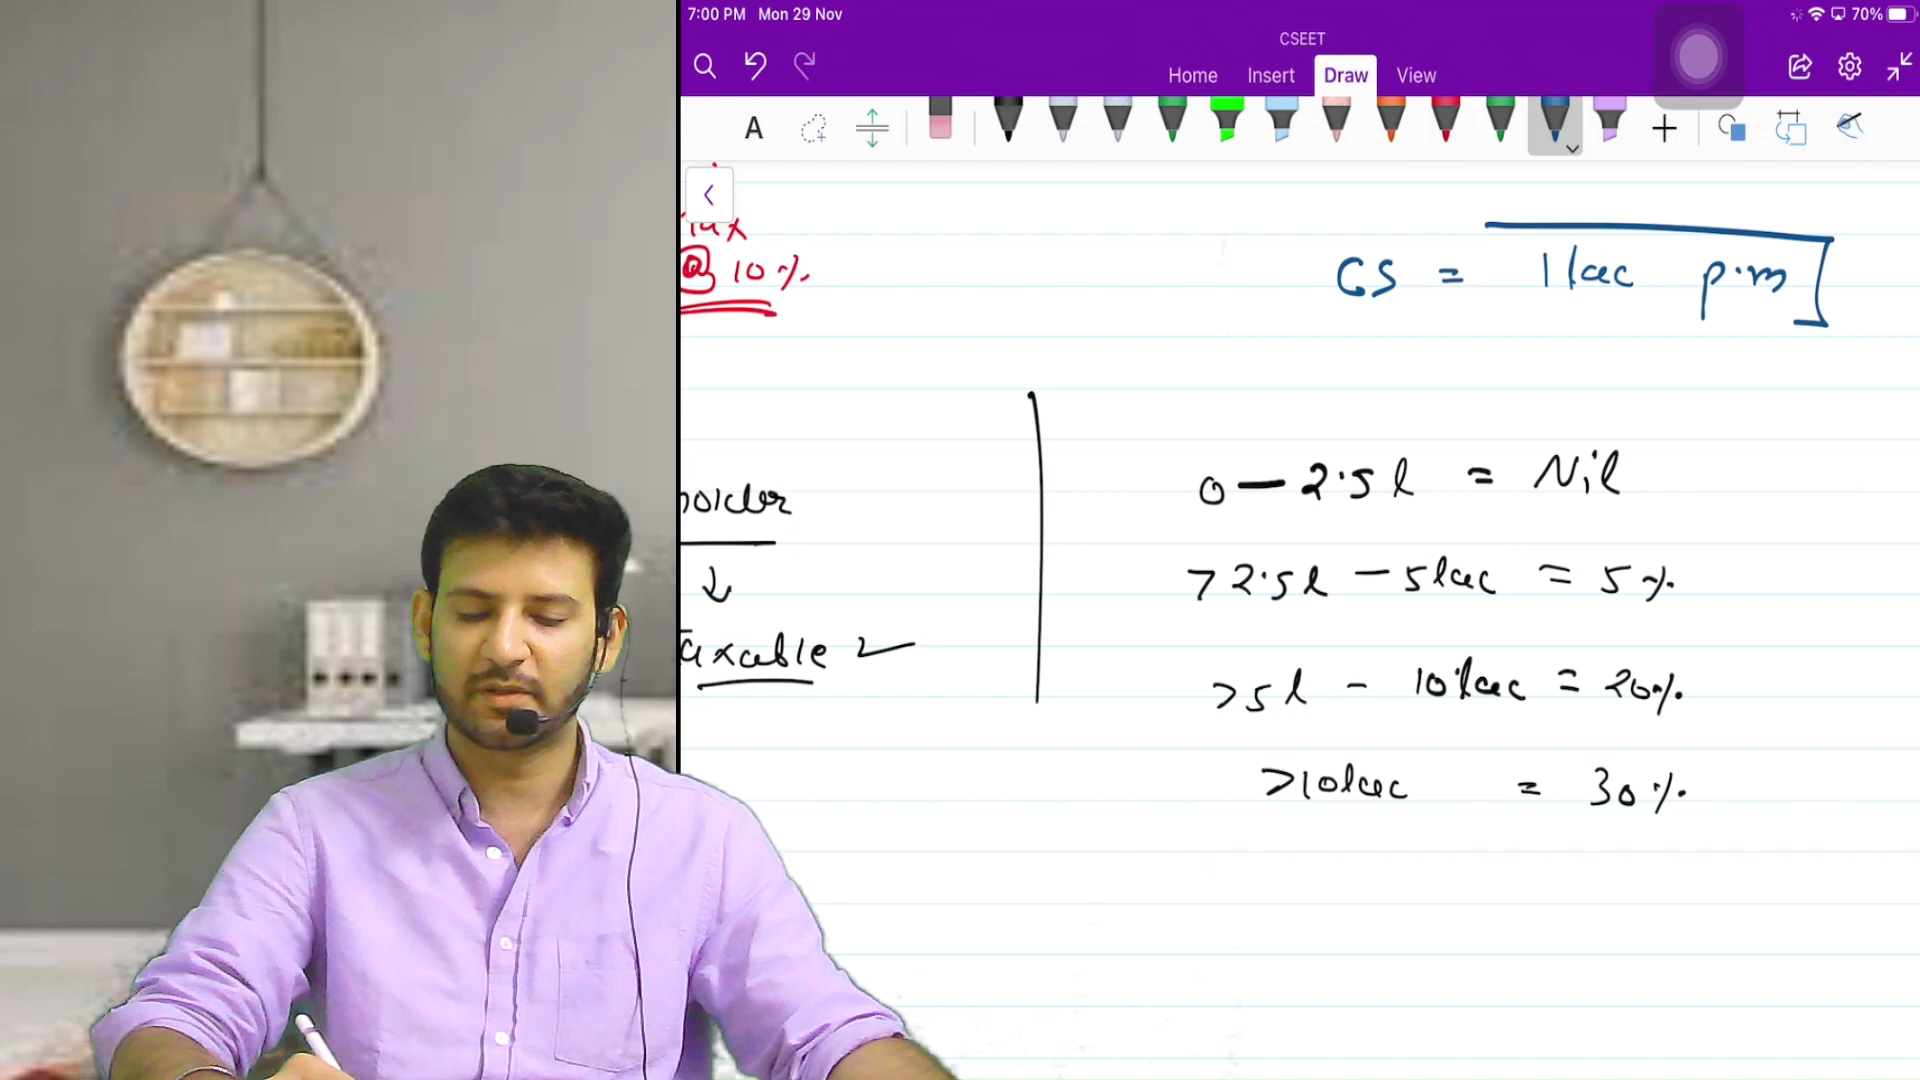 7:00 PM Mon 29 Nov
70%
CSEET
Home Insert Draw View
A
@ 10%
CS = 1 lac p.m
0 — 2.5 l = Nil
>2.5 l — 5 lac = 5%
>5 l - 10 lac = 20%
>10 lac = 30%